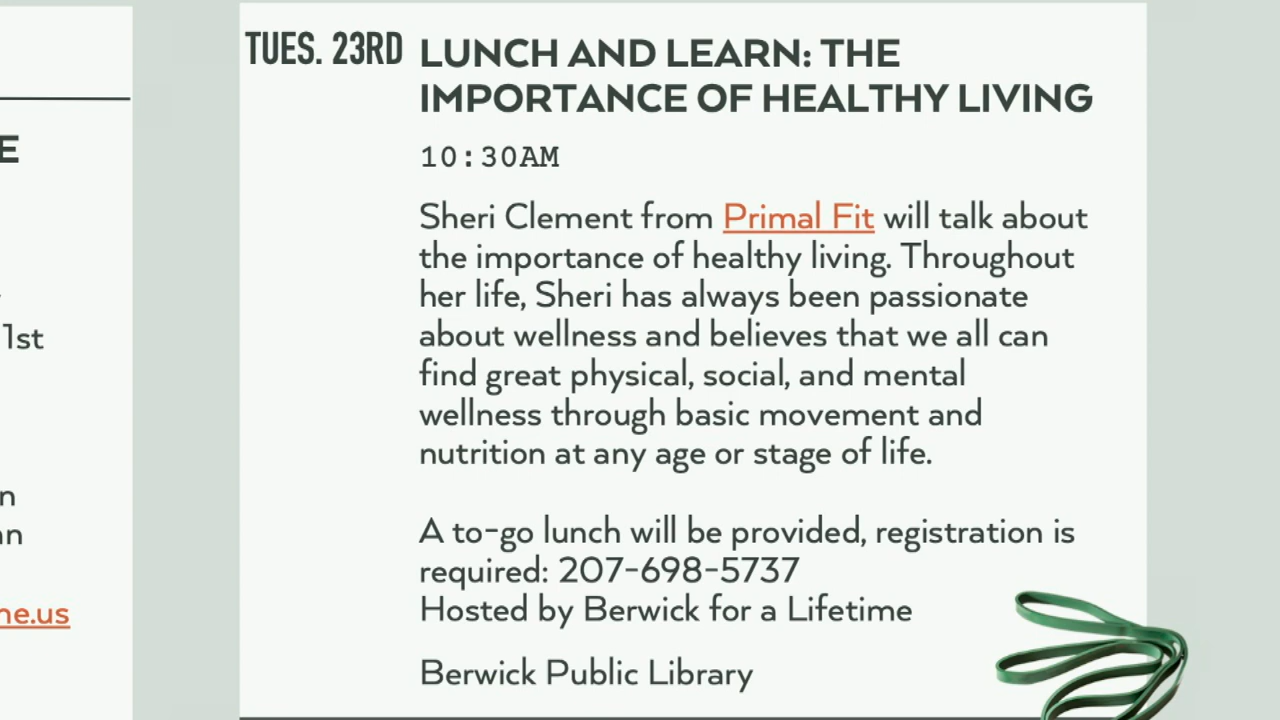 TUES. 23RD
LUNCH AND LEARN: THE
IMPORTANCE OF HEALTHY LIVING
10:30AM
Sheri Clement from Primal Fit will talk about
the importance of healthy living. Throughout
her life, Sheri has always been passionate
about wellness and believes that we all can
find great physical, social, and mental
wellness through basic movement and
nutrition at any age or stage of life.
A to-go lunch will be provided, registration is
required: 207-698-5737
Hosted by Berwick for a Lifetime
Berwick Public Library
E
1st
n
n
ne.us